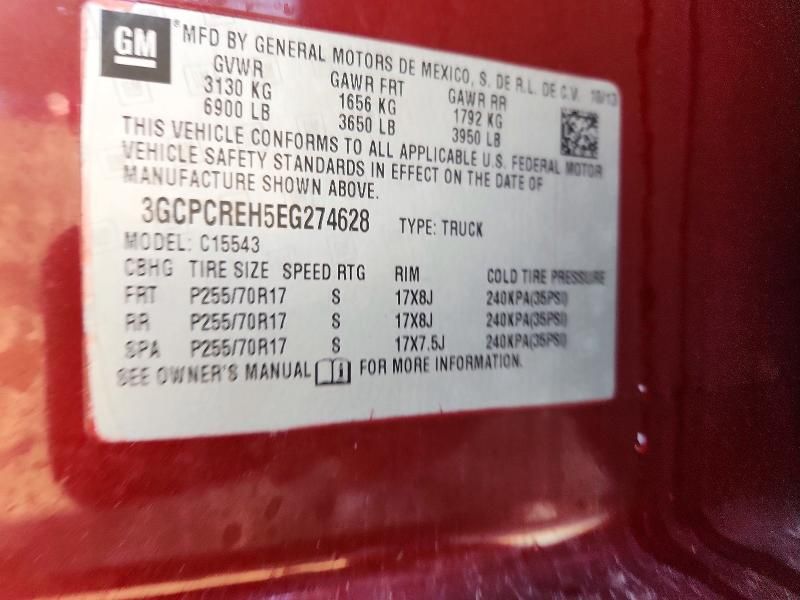 GM
®MFD BY GENERAL MOTORS DE MEXICO, S. DE R.L. DE C.V. 10/13
GVWR GAWR FRT GAWR RR
3130 KG 1656 KG 1792 KG
6900 LB 3650 LB 3950 LB
THIS VEHICLE CONFORMS TO ALL APPLICABLE U.S. FEDERAL MOTOR
VEHICLE SAFETY STANDARDS IN EFFECT ON THE DATE OF
MANUFACTURE SHOWN ABOVE.
3GCPCREH5EG274628 TYPE: TRUCK
MODEL: C15543
CBHG TIRE SIZE SPEED RTG RIM COLD TIRE PRESSURE
FRT P255/70R17 S 17X8J 240KPA(35PSI)
RR P255/70R17 S 17X8J 240KPA(35PSI)
SPA P255/70R17 S 17X7.5J 240KPA(35PSI)
SEE OWNER'S MANUAL i FOR MORE INFORMATION.